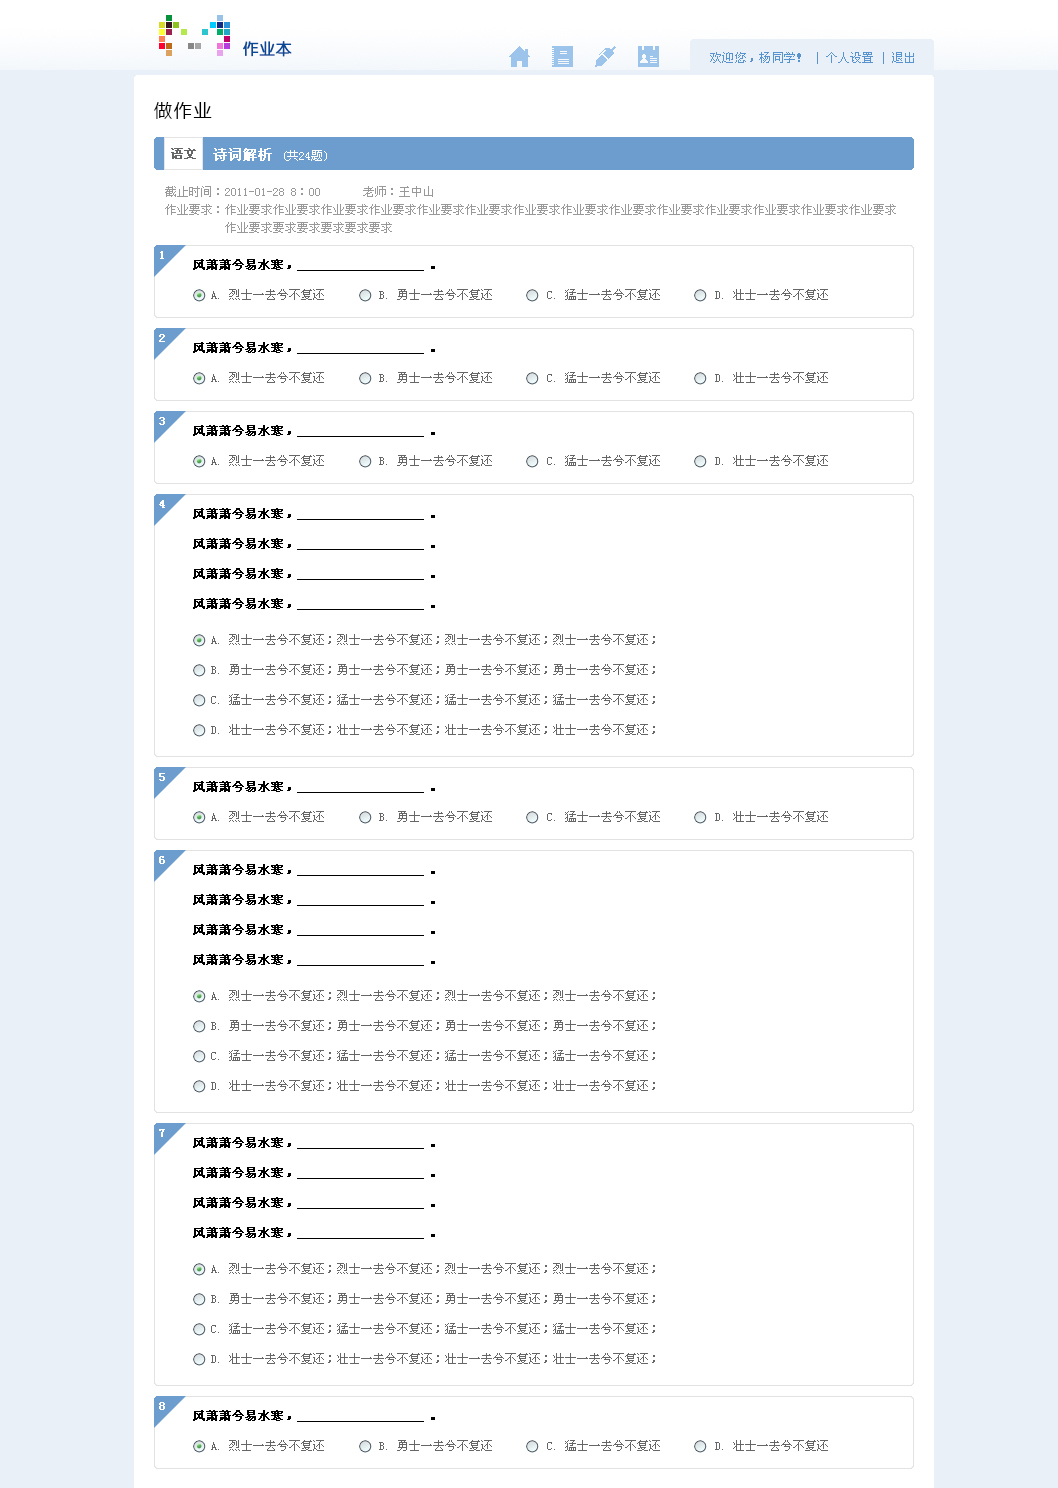 作业本
欢迎您，杨同学！ | 个人设置 | 退出
做作业
语文 诗词解析 (共24题)
截止时间：2011-01-28 8：00 老师：王中山
作业要求：作业要求作业要求作业要求作业要求作业要求作业要求作业要求作业要求作业要求作业要求作业要求作业要求作业要求作业要求
作业要求要求要求要求要求要求
1
风萧萧兮易水寒，___________________ 。
A. 烈士一去兮不复还 B. 勇士一去兮不复还 C. 猛士一去兮不复还 D. 壮士一去兮不复还
2
风萧萧兮易水寒，___________________ 。
A. 烈士一去兮不复还 B. 勇士一去兮不复还 C. 猛士一去兮不复还 D. 壮士一去兮不复还
3
风萧萧兮易水寒，___________________ 。
A. 烈士一去兮不复还 B. 勇士一去兮不复还 C. 猛士一去兮不复还 D. 壮士一去兮不复还
4
风萧萧兮易水寒，___________________ 。
风萧萧兮易水寒，___________________ 。
风萧萧兮易水寒，___________________ 。
风萧萧兮易水寒，___________________ 。
A. 烈士一去兮不复还；烈士一去兮不复还；烈士一去兮不复还；烈士一去兮不复还；
B. 勇士一去兮不复还；勇士一去兮不复还；勇士一去兮不复还；勇士一去兮不复还；
C. 猛士一去兮不复还；猛士一去兮不复还；猛士一去兮不复还；猛士一去兮不复还；
D. 壮士一去兮不复还；壮士一去兮不复还；壮士一去兮不复还；壮士一去兮不复还；
5
风萧萧兮易水寒，___________________ 。
A. 烈士一去兮不复还 B. 勇士一去兮不复还 C. 猛士一去兮不复还 D. 壮士一去兮不复还
6
风萧萧兮易水寒，___________________ 。
风萧萧兮易水寒，___________________ 。
风萧萧兮易水寒，___________________ 。
风萧萧兮易水寒，___________________ 。
A. 烈士一去兮不复还；烈士一去兮不复还；烈士一去兮不复还；烈士一去兮不复还；
B. 勇士一去兮不复还；勇士一去兮不复还；勇士一去兮不复还；勇士一去兮不复还；
C. 猛士一去兮不复还；猛士一去兮不复还；猛士一去兮不复还；猛士一去兮不复还；
D. 壮士一去兮不复还；壮士一去兮不复还；壮士一去兮不复还；壮士一去兮不复还；
7
风萧萧兮易水寒，___________________ 。
风萧萧兮易水寒，___________________ 。
风萧萧兮易水寒，___________________ 。
风萧萧兮易水寒，___________________ 。
A. 烈士一去兮不复还；烈士一去兮不复还；烈士一去兮不复还；烈士一去兮不复还；
B. 勇士一去兮不复还；勇士一去兮不复还；勇士一去兮不复还；勇士一去兮不复还；
C. 猛士一去兮不复还；猛士一去兮不复还；猛士一去兮不复还；猛士一去兮不复还；
D. 壮士一去兮不复还；壮士一去兮不复还；壮士一去兮不复还；壮士一去兮不复还；
8
风萧萧兮易水寒，___________________ 。
A. 烈士一去兮不复还 B. 勇士一去兮不复还 C. 猛士一去兮不复还 D. 壮士一去兮不复还